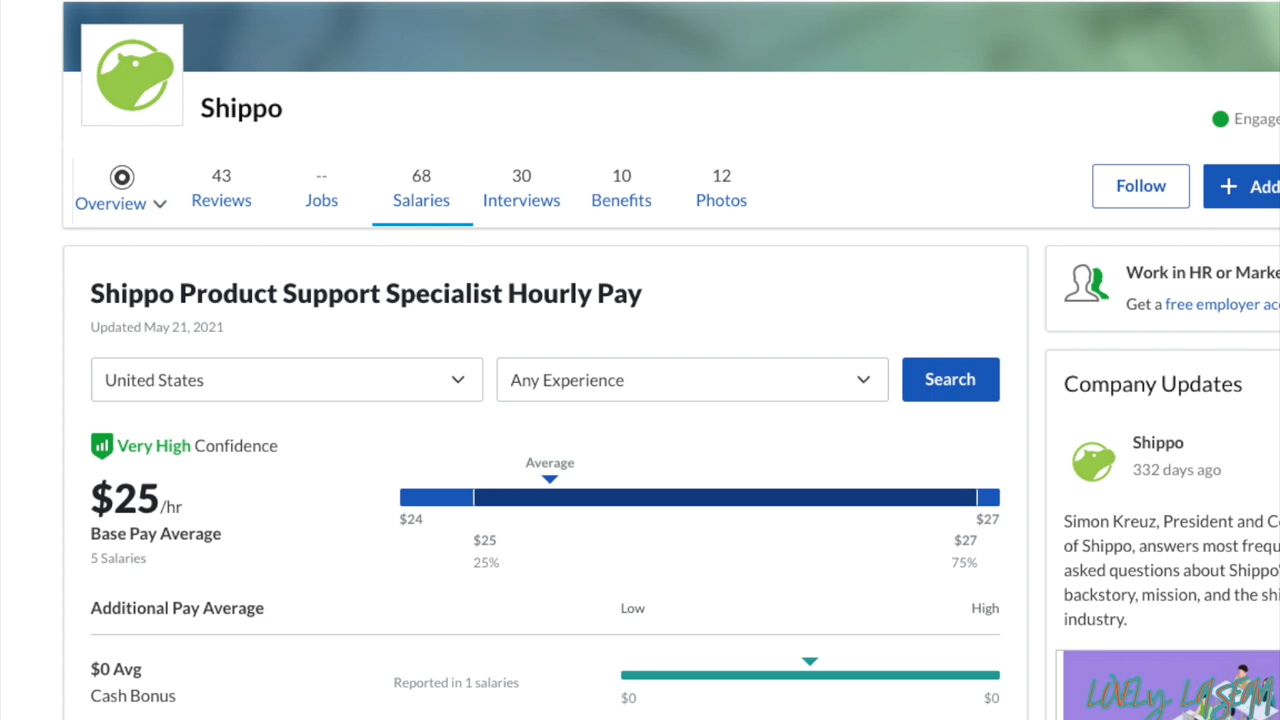 Shippo
Engage
43
--
68
30
10
12
Overview
Reviews
Jobs
Salaries
Interviews
Benefits
Photos
Follow
+ Add
Shippo Product Support Specialist Hourly Pay
Updated May 21, 2021
United States
Any Experience
Search
Very High Confidence
$25/hr
Base Pay Average
5 Salaries
Average
$24
$27
$25
$27
25%
75%
Additional Pay Average
Low
High
$0 Avg
Cash Bonus
Reported in 1 salaries
$0
$0
Work in HR or Marke
Get a free employer acc
Company Updates
Shippo
332 days ago
Simon Kreuz, President and C
of Shippo, answers most frequ
asked questions about Shippo'
backstory, mission, and the shi
industry.
LOVELY LASEAM